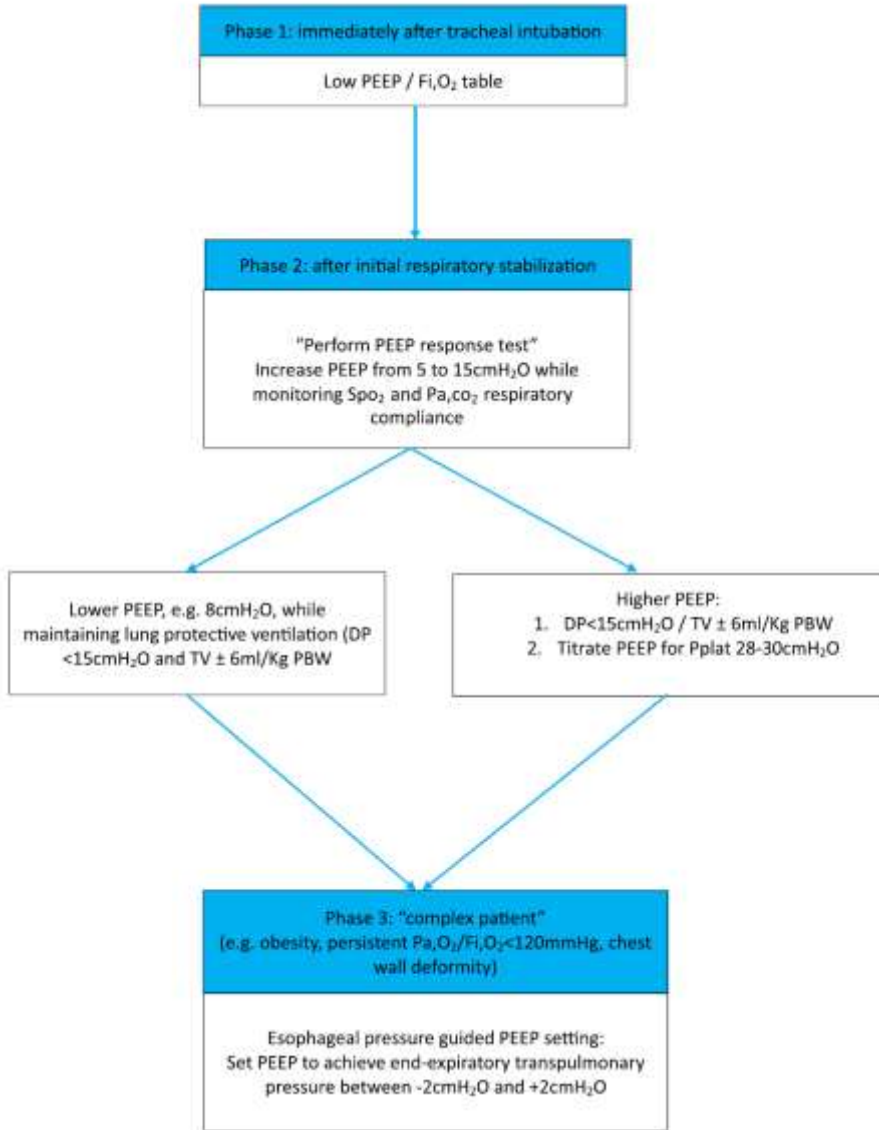 Phase 1: immediately after tracheal intubation
Low PEEP / Fi,O₂ table
Phase 2: after initial respiratory stabilization
"Perform PEEP response test"
Increase PEEP from 5 to 15cmH₂O while
monitoring Spo₂ and Pa,co₂ respiratory
compliance
Lower PEEP, e.g. 8cmH₂O, while
maintaining lung protective ventilation (DP
<15cmH₂O and TV ± 6ml/Kg PBW
Higher PEEP:
1. DP<15cmH₂O / TV ± 6ml/Kg PBW
2. Titrate PEEP for Pplat 28-30cmH₂O
Phase 3: "complex patient"
(e.g. obesity, persistent Pa,O₂/Fi,O₂<120mmHg, chest
wall deformity)
Esophageal pressure guided PEEP setting:
Set PEEP to achieve end-expiratory transpulmonary
pressure between -2cmH₂O and +2cmH₂O